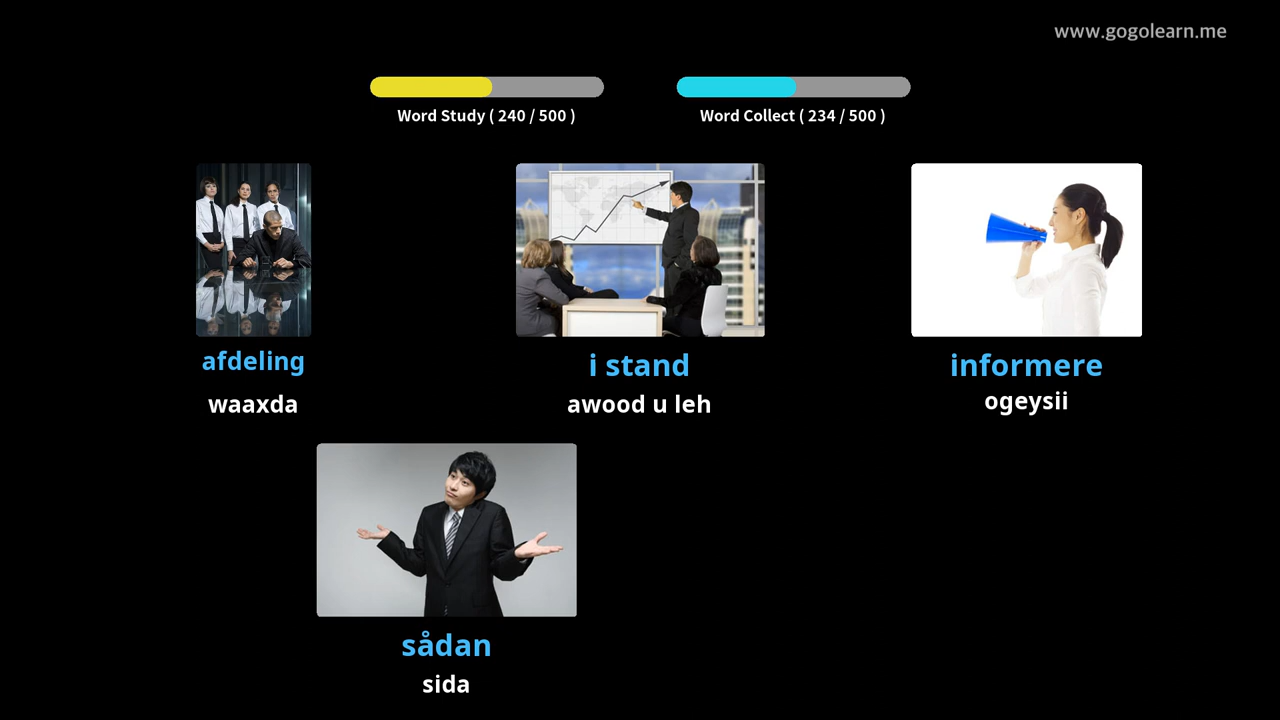 www.gogolearn.me
Word Study ( 240 / 500 )
Word Collect ( 234 / 500 )
afdeling
waaxda
i stand
awood u leh
informere
ogeysii
sådan
sida